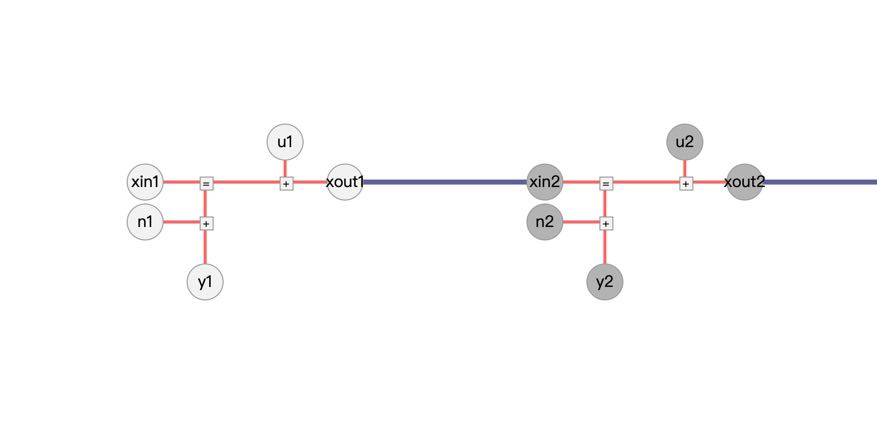 u1 u2
xin1 = + xout1 xin2 = + xout2
n1 + n2 +
y1 y2